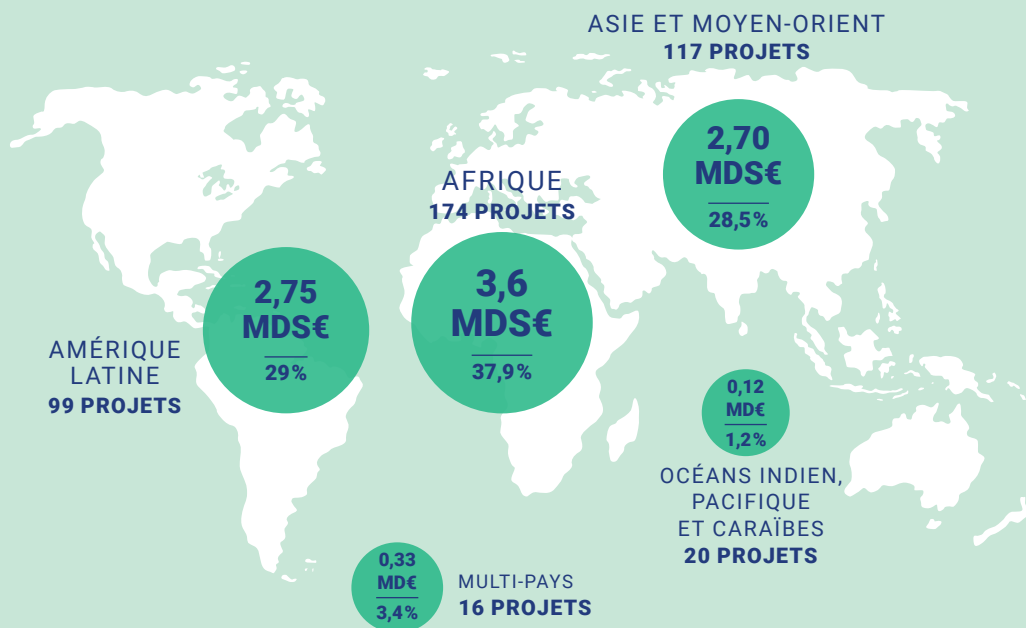 ASIE ET MOYEN-ORIENT
117 PROJETS
2,70
MDS€
28,5%
AFRIQUE
174 PROJETS
3,6
MDS€
37,9%
2,75
MDS€
29%
AMÉRIQUE
LATINE
99 PROJETS
0,12
MD€
1,2%
OCÉANS INDIEN,
PACIFIQUE
ET CARAÏBES
20 PROJETS
0,33
MD€
3,4%
MULTI-PAYS
16 PROJETS